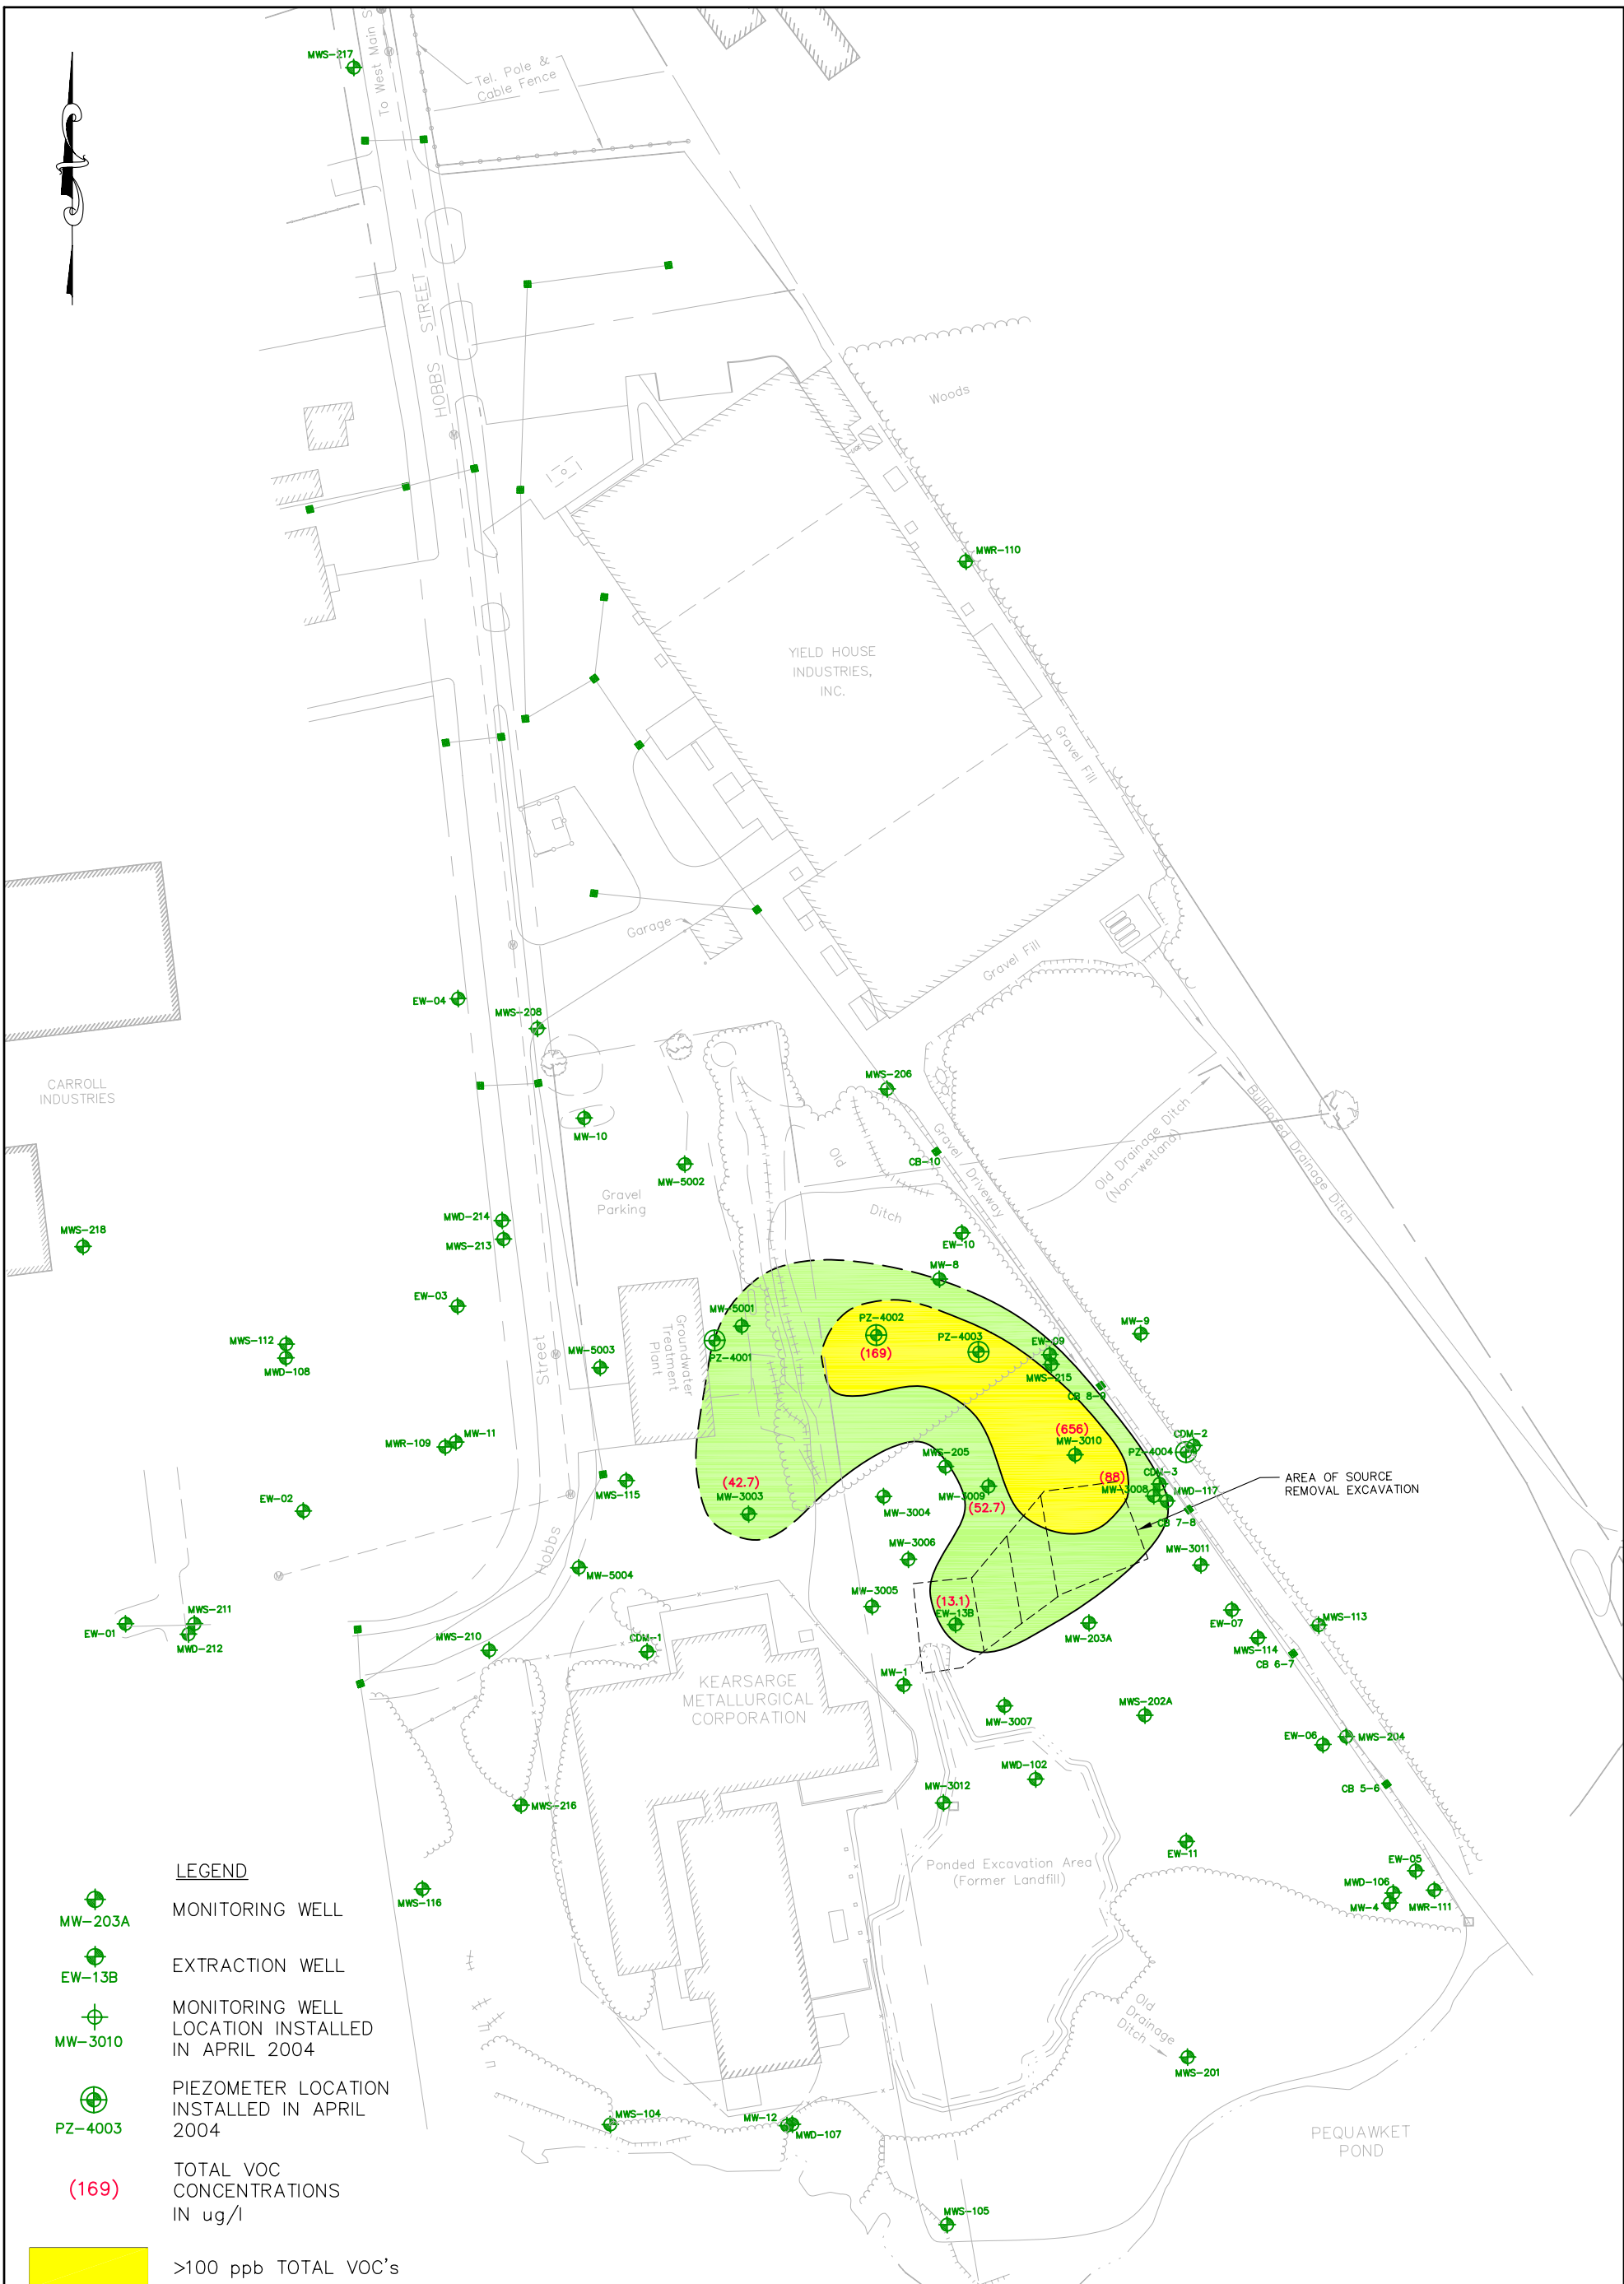 MWS-217
To West Main S
Tel. Pole &
Cable Fence
HOBBS STREET
Woods
MWR-110
YIELD HOUSE
INDUSTRIES,
INC.
Gravel Fill
Garage
Gravel Fill
EW-04
MWS-208
CARROLL
INDUSTRIES
MWS-206
MW-10
Old
Ditch
CB-10
Gravel Driveway
Old Drainage Ditch
(Non-wetland)
Bulldozed Drainage Ditch
MW-5002
Gravel
Parking
MWD-214
MWS-213
MWS-218
EW-10
MW-8
EW-03
MW-5001
PZ-4001
PZ-4002
(169)
PZ-4003
EW-09
MWS-215
MW-9
MWS-112
MWD-108
MW-5003
Groundwater
Treatment
Plant
Street
CB 8-9
(656)
MW-3010
CDM-2
PZ-4004
MWR-109
MW-11
MWS-205
(88)
CDM-3
MW-3008
MWD-117
AREA OF SOURCE
REMOVAL EXCAVATION
(42.7)
MW-3003
MWS-115
EW-02
MW-3004
MW-3009
(52.7)
CB 7-8
Hobbs
MW-3006
MW-3011
MW-5004
MW-3005
(13.1)
EW-13B
MW-203A
EW-07
MWS-113
MWS-114
CB 6-7
EW-01
MWS-211
MWD-212
MWS-210
CDM-1
KEARSARGE
METALLURGICAL
CORPORATION
MW-1
MW-3007
MWS-202A
EW-06
MWS-204
MWD-102
CB 5-6
MW-3012
MWS-216
EW-11
Ponded Excavation Area
(Former Landfill)
EW-05
MWD-106
MW-4
MWR-111
MWS-116
Old
Drainage
Ditch
MWS-201
MWS-104
MW-12
MWD-107
PEQUAWKET
POND
MWS-105
LEGEND
MW-203A
MONITORING WELL
EW-13B
EXTRACTION WELL
MW-3010
MONITORING WELL
LOCATION INSTALLED
IN APRIL 2004
PZ-4003
PIEZOMETER LOCATION
INSTALLED IN APRIL
2004
(169)
TOTAL VOC
CONCENTRATIONS
IN ug/l
>100 ppb TOTAL VOC's